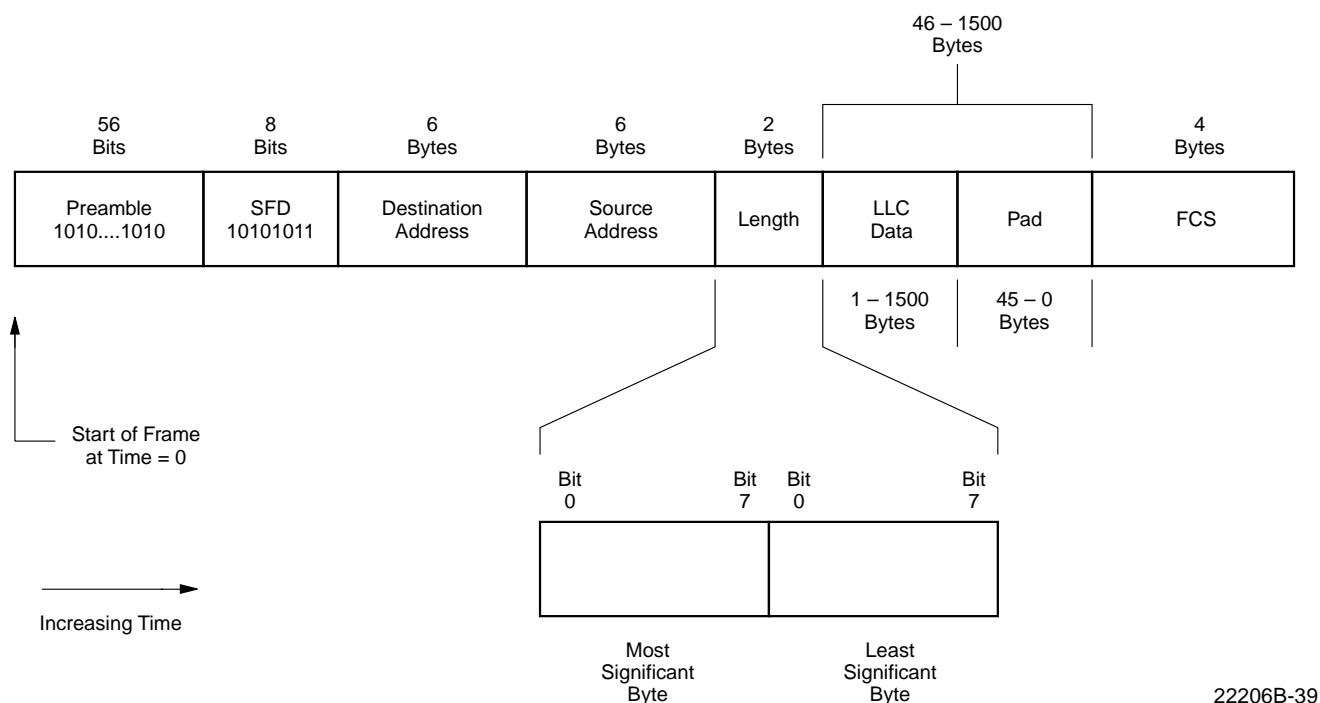 46 – 1500
Bytes
56
Bits
8
Bits
6
Bytes
6
Bytes
2
Bytes
4
Bytes
Preamble
1010....1010
SFD
10101011
Destination
Address
Source
Address
Length
LLC
Data
Pad
FCS
1 – 1500
Bytes
45 – 0
Bytes
Start of Frame
at Time = 0
Bit
0
Bit
7
Bit
0
Bit
7
Increasing Time
Most
Significant
Byte
Least
Significant
Byte
22206B-39